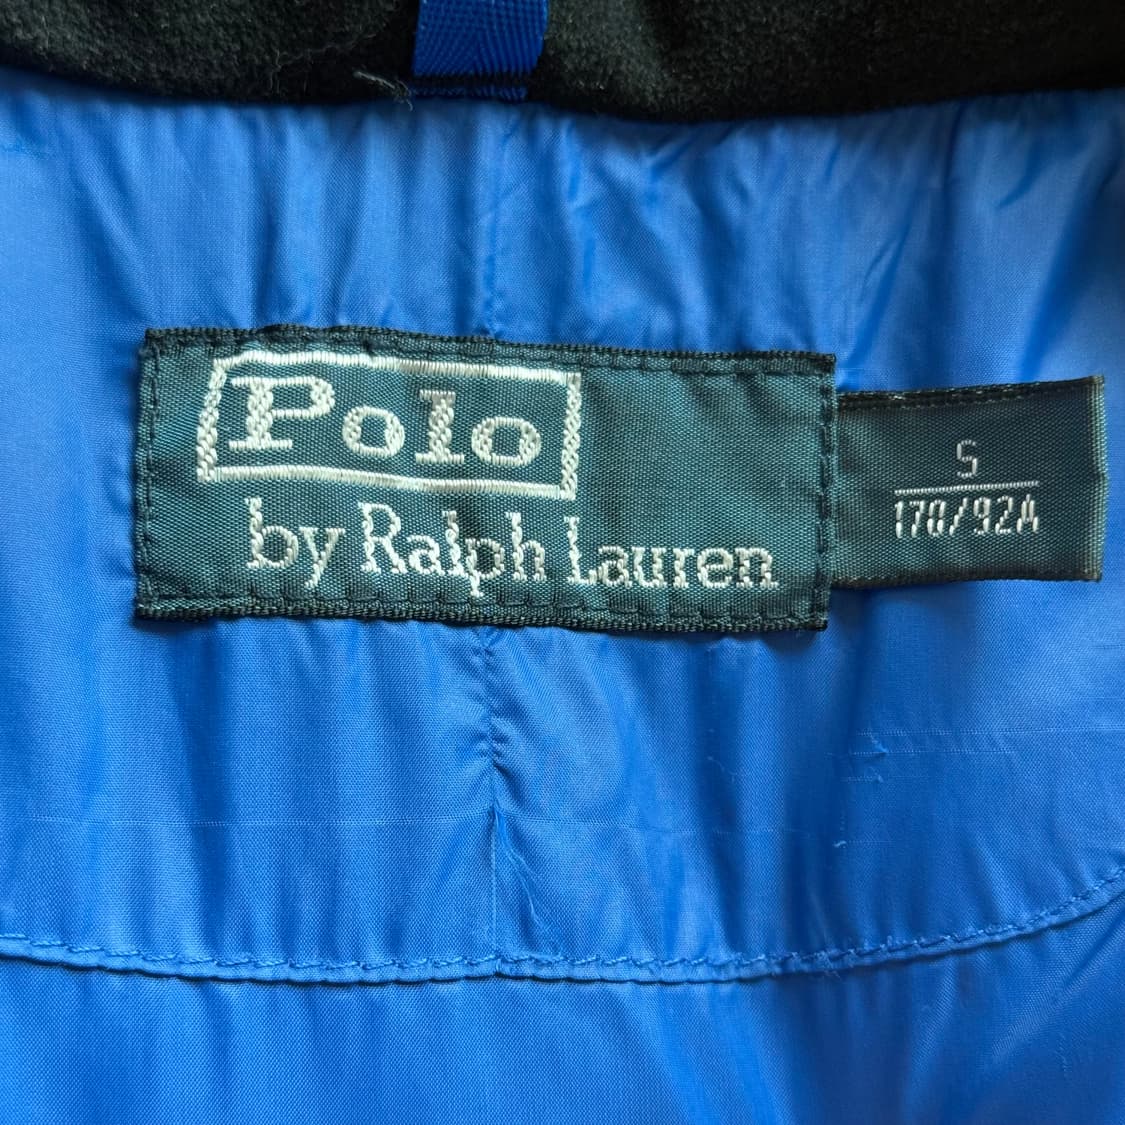 Polo
by Ralph Lauren
S
170/92A